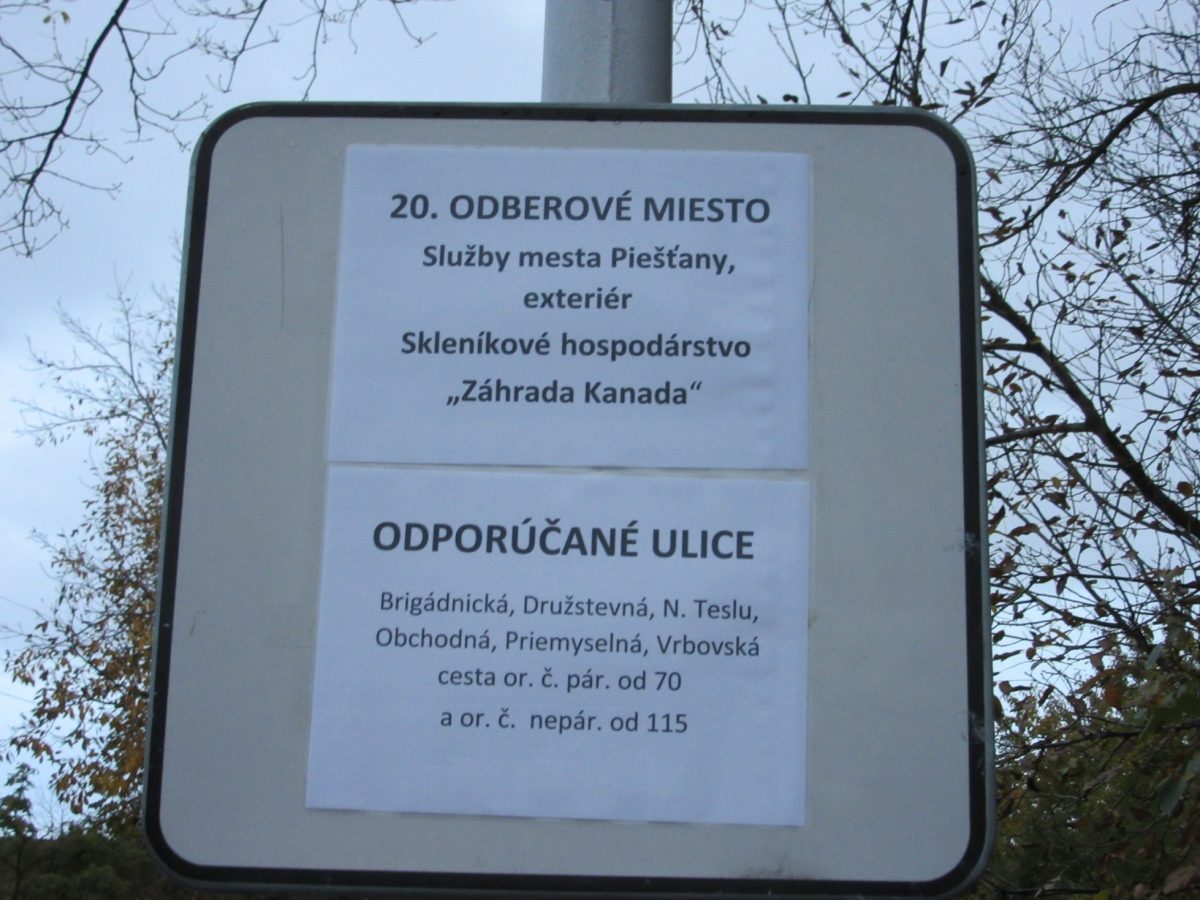 20. ODBEROVÉ MIESTO
Služby mesta Piešťany,
exteriér
Skleníkové hospodárstvo
„Záhrada Kanada“
ODPORÚČANÉ ULICE
Brigádnická, Družstevná, N. Teslu,
Obchodná, Priemyselná, Vrbovská
cesta or. č. pár. od 70
a or. č. nepár. od 115